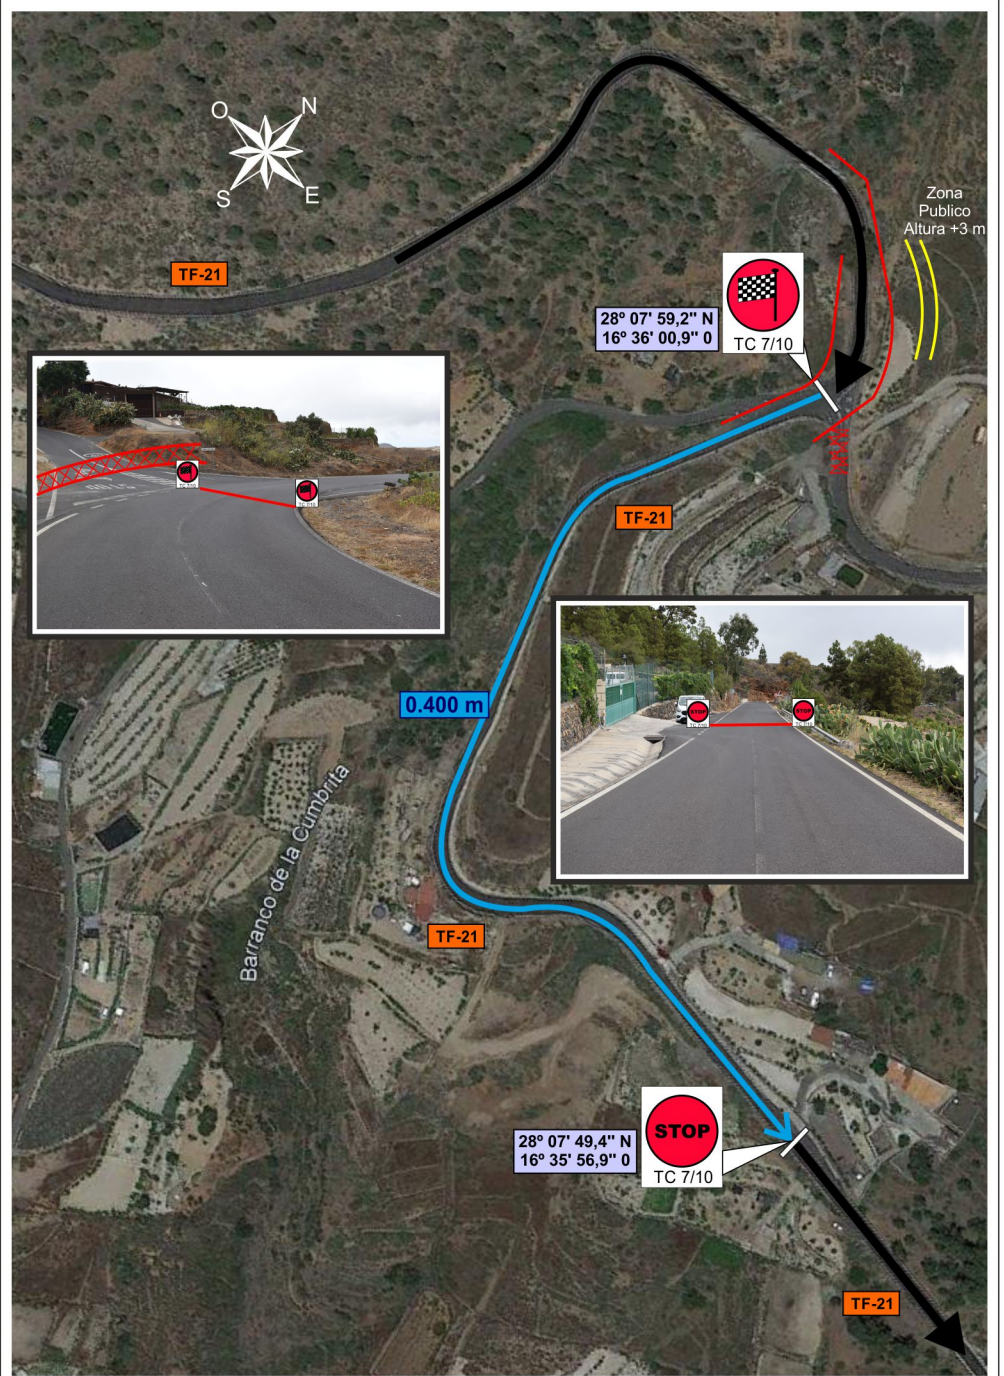 O N
S E
Zona
Publico
Altura +3 m
TF-21
28º 07' 59,2" N
16º 36' 00,9" 0
TC 7/10
TF-21
STOP
STOP
0.400 m
Barranco de la Cumbrita
TF-21
28º 07' 49,4" N
16º 35' 56,9" 0
STOP
TC 7/10
TF-21